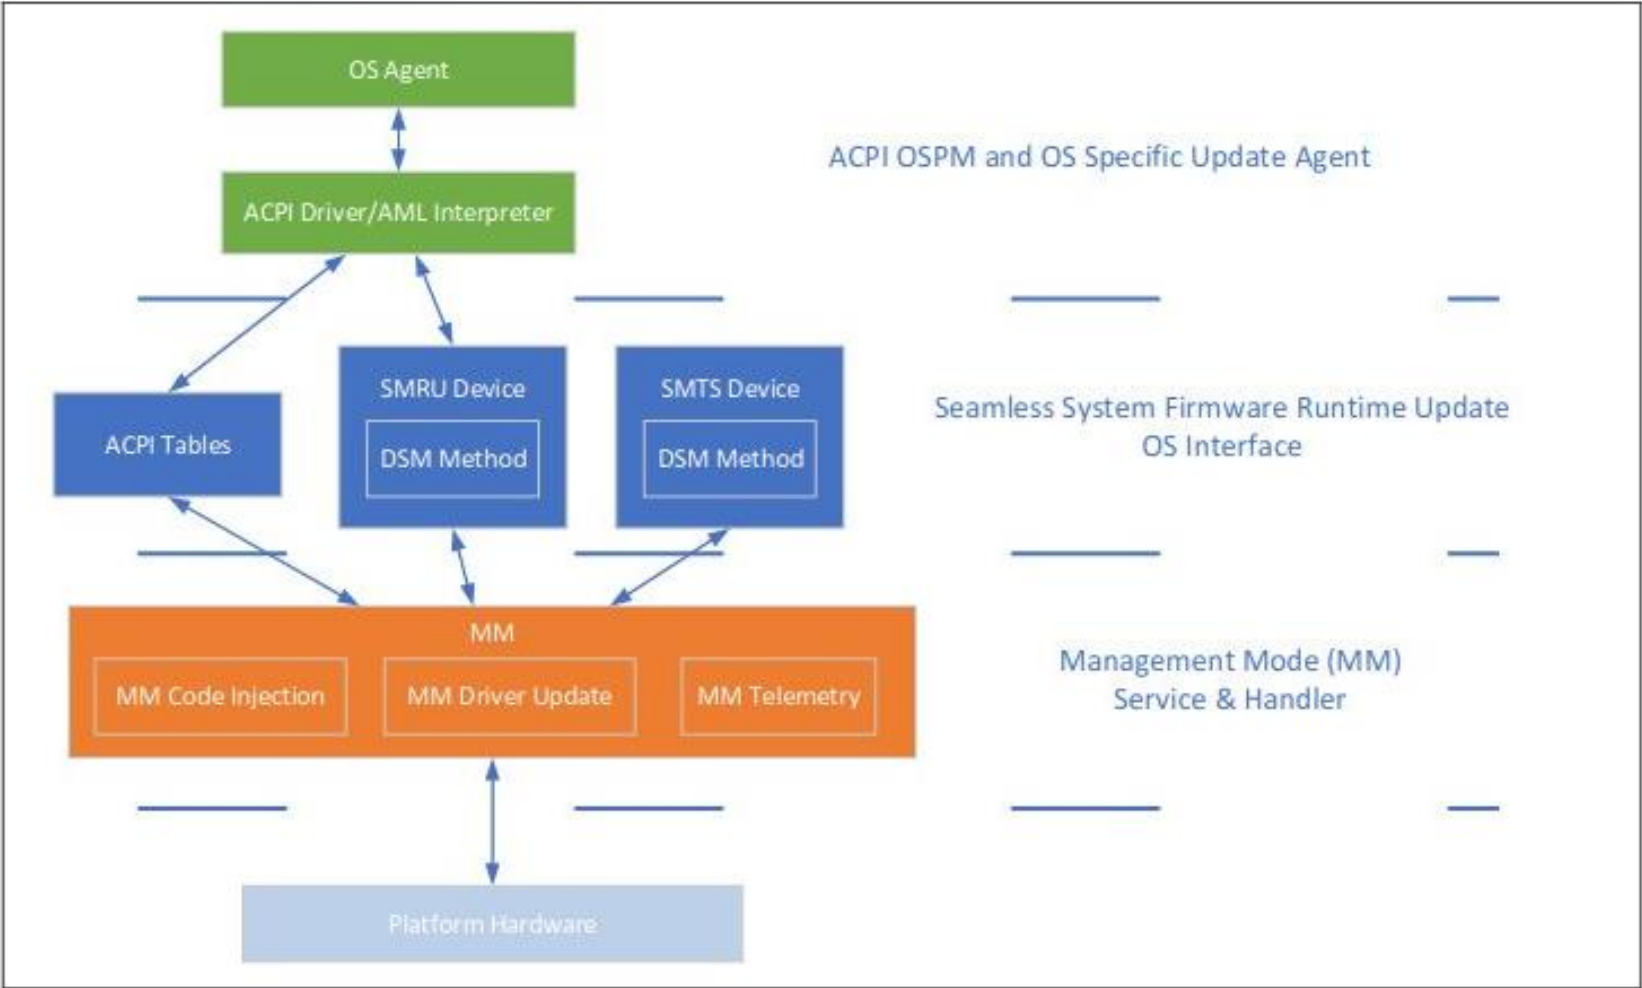 OS Agent
ACPI OSPM and OS Specific Update Agent
ACPI Driver/AML Interpreter
SMRU Device
SMTS Device
Seamless System Firmware Runtime Update
OS Interface
ACPI Tables
DSM Method
DSM Method
MM
Management Mode (MM)
Service & Handler
MM Code Injection
MM Driver Update
MM Telemetry
Platform Hardware